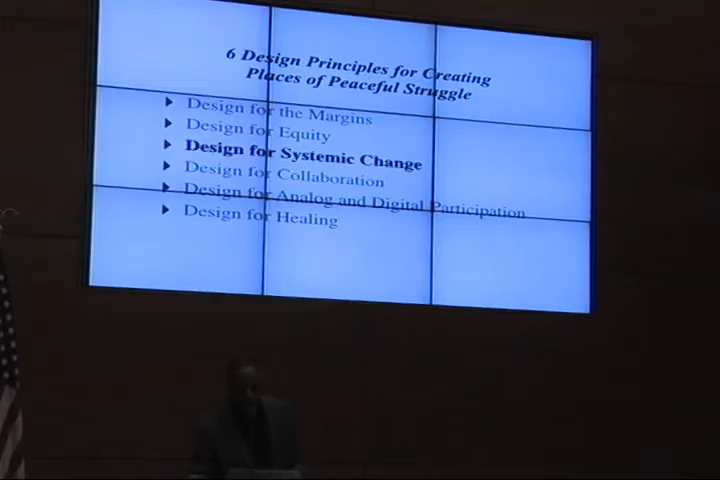 6 Design Principles for Creating
Places of Peaceful Struggle
Design for the Margins
Design for Equity
Design for Systemic Change
Design for Collaboration
Design for Analog and Digital Participation
Design for Healing